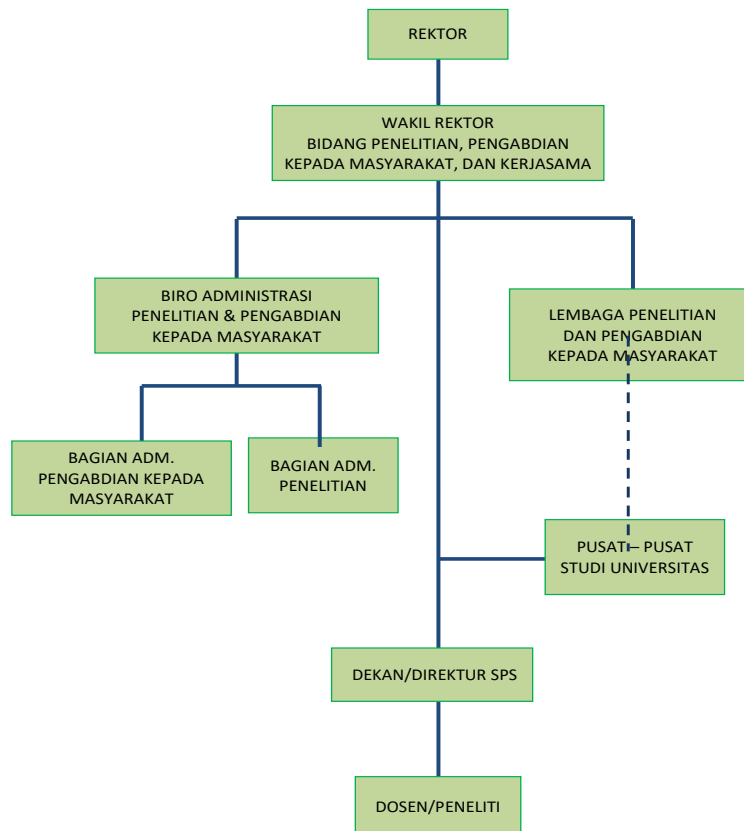 REKTOR
WAKIL REKTOR
BIDANG PENELITIAN, PENGABDIAN
KEPADA MASYARAKAT, DAN KERJASAMA
BIRO ADMINISTRASI
PENELITIAN & PENGABDIAN
KEPADA MASYARAKAT
LEMBAGA PENELITIAN
DAN PENGABDIAN
KEPADA MASYARAKAT
BAGIAN ADM.
PENGABDIAN KEPADA
MASYARAKAT
BAGIAN ADM.
PENELITIAN
PUSAT – PUSAT
STUDI UNIVERSITAS
DEKAN/DIREKTUR SPS
DOSEN/PENELITI